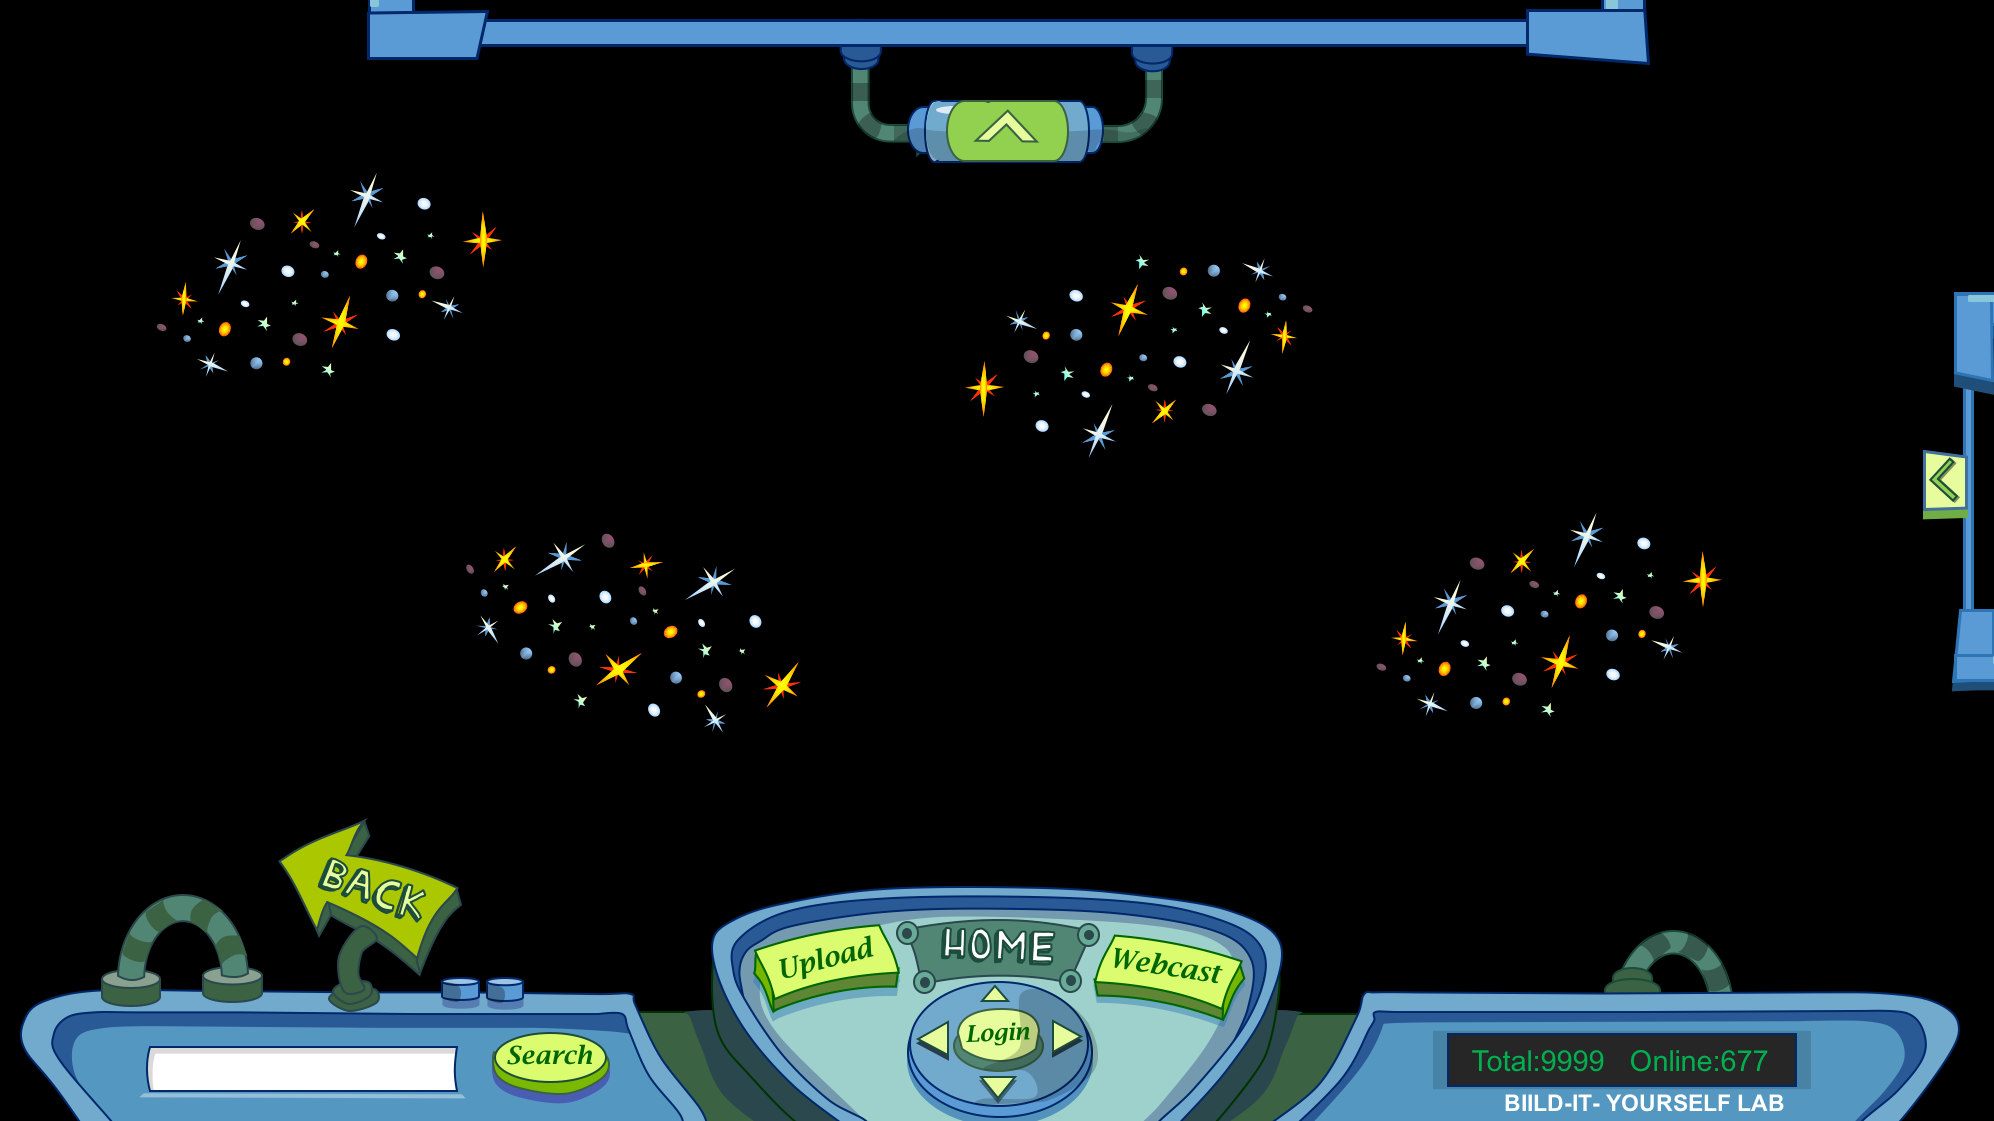 BACK
Upload
HOME
Webcast
Login
Search
Total:9999 Online:677
BIILD-IT- YOURSELF LAB